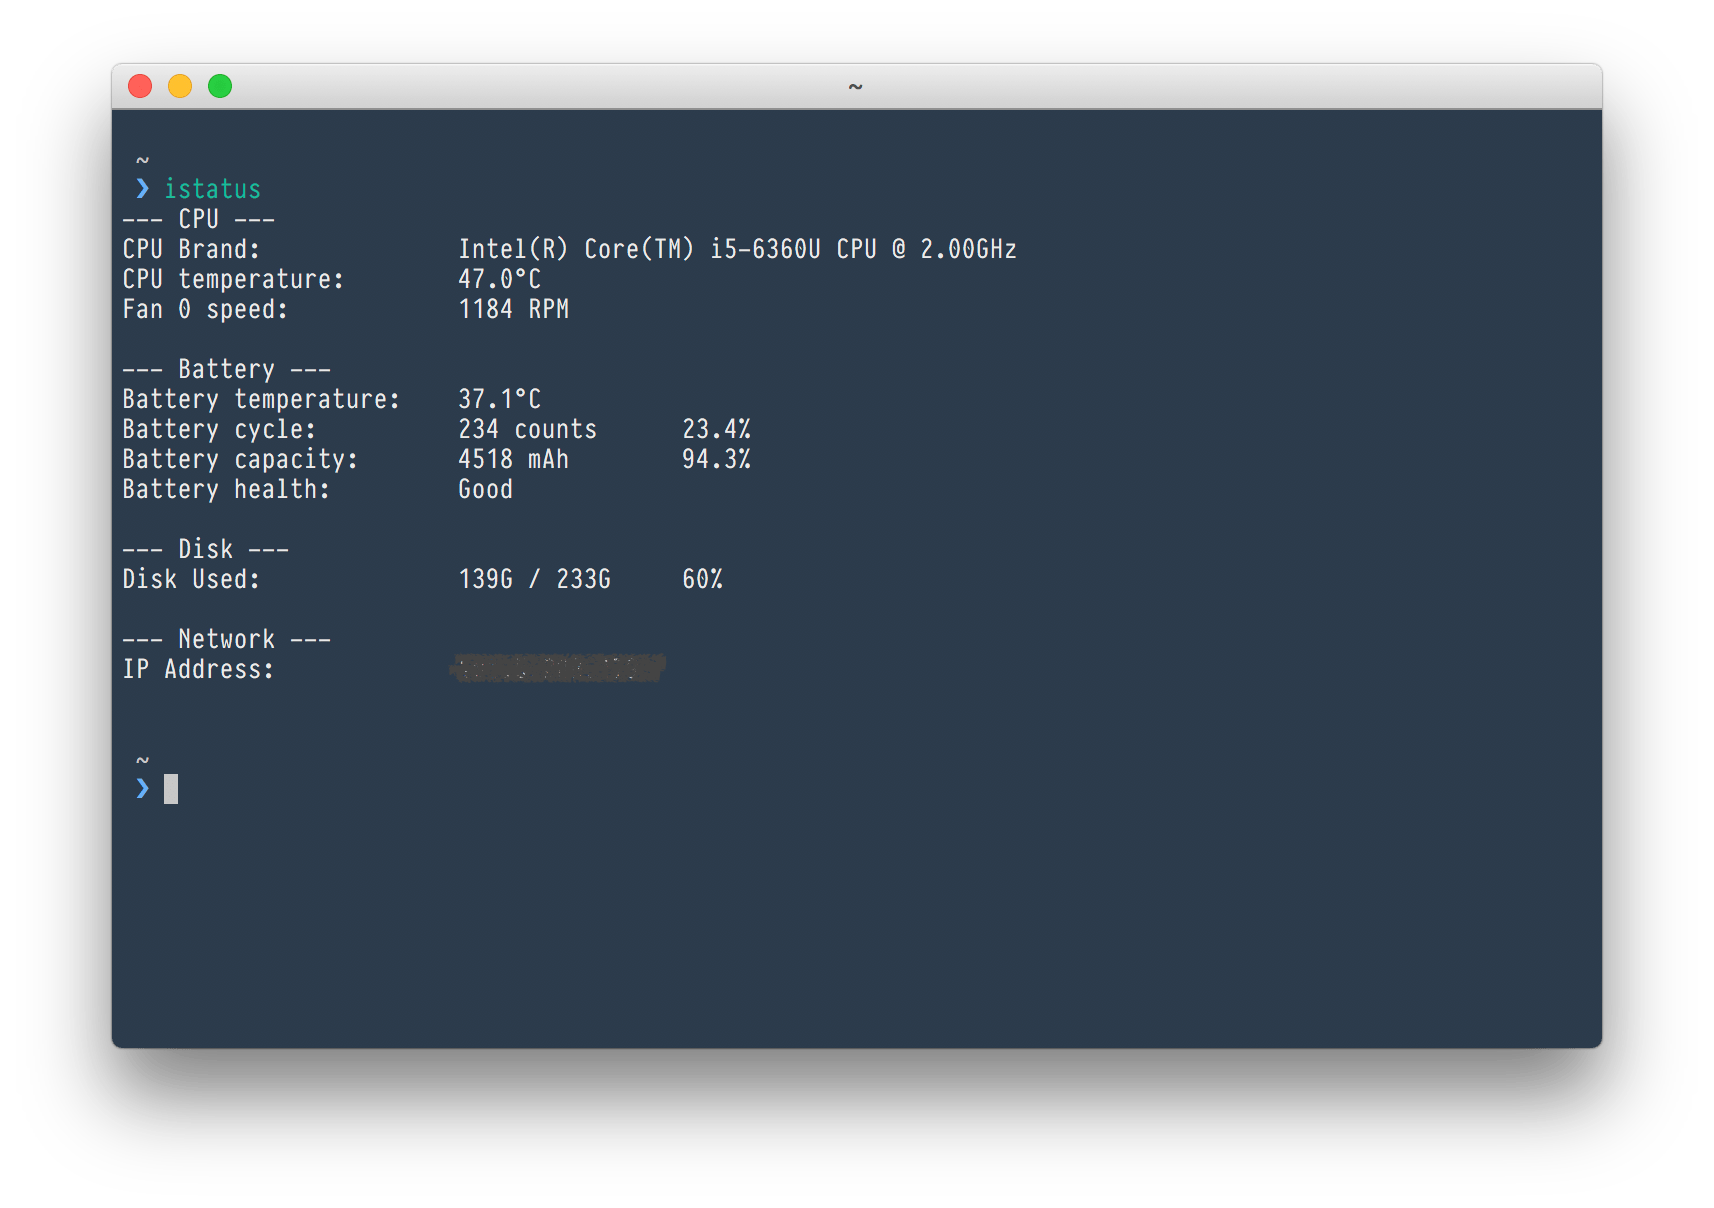 ~
~
❯ istatus
--- CPU ---
CPU Brand: Intel(R) Core(TM) i5-6360U CPU @ 2.00GHz
CPU temperature: 47.0°C
Fan 0 speed: 1184 RPM
--- Battery ---
Battery temperature: 37.1°C
Battery cycle: 234 counts 23.4%
Battery capacity: 4518 mAh 94.3%
Battery health: Good
--- Disk ---
Disk Used: 139G / 233G 60%
--- Network ---
IP Address:
~
❯